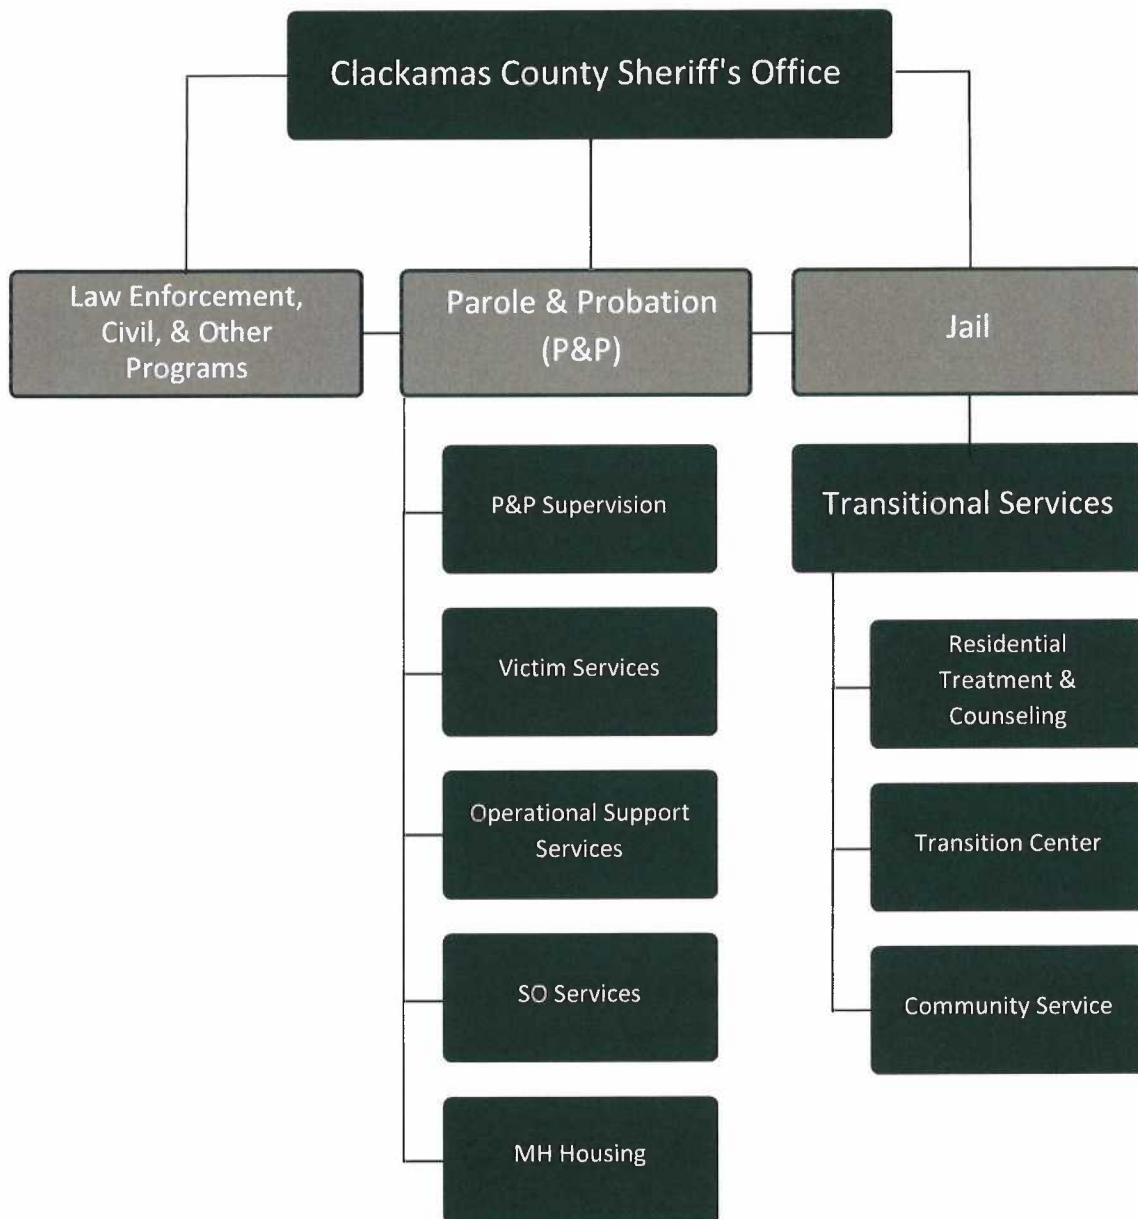 Clackamas County Sheriff's Office
Law Enforcement,
Civil, & Other
Programs
Parole & Probation
(P&P)
Jail
P&P Supervision
Victim Services
Operational Support
Services
SO Services
MH Housing
Transitional Services
Residential
Treatment &
Counseling
Transition Center
Community Service